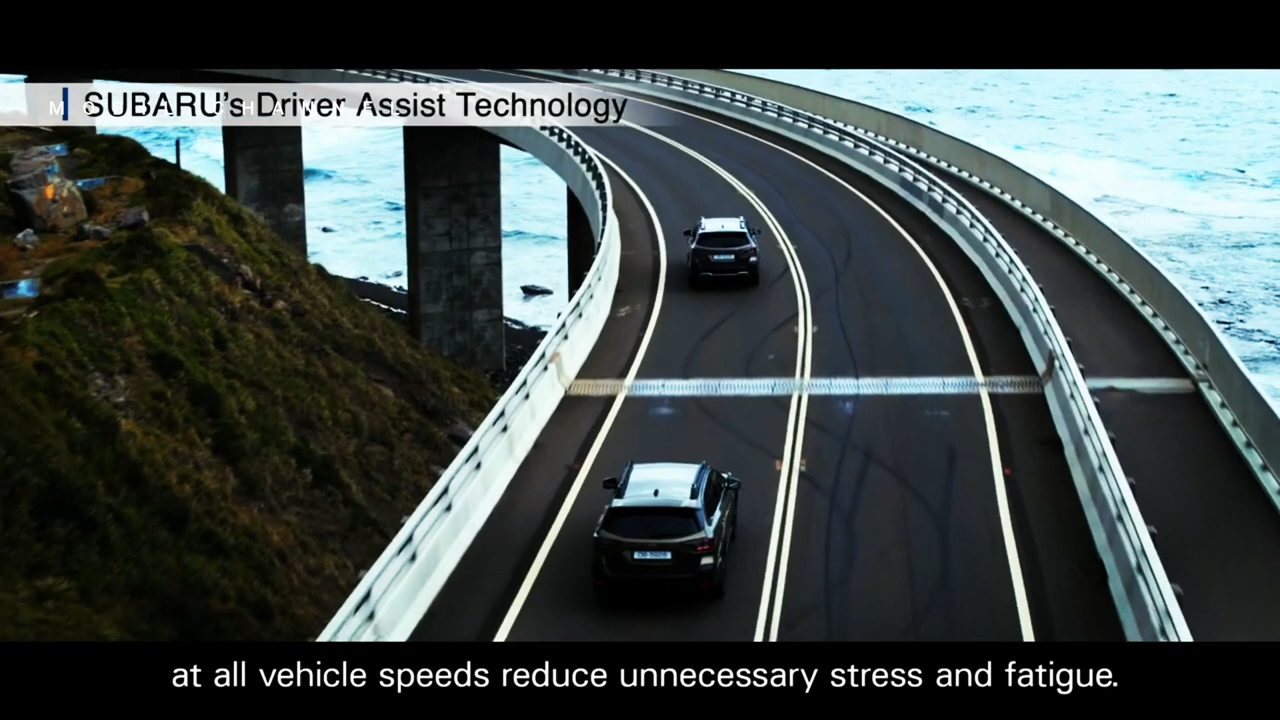 SUBARU's Driver Assist Technology
at all vehicle speeds reduce unnecessary stress and fatigue.